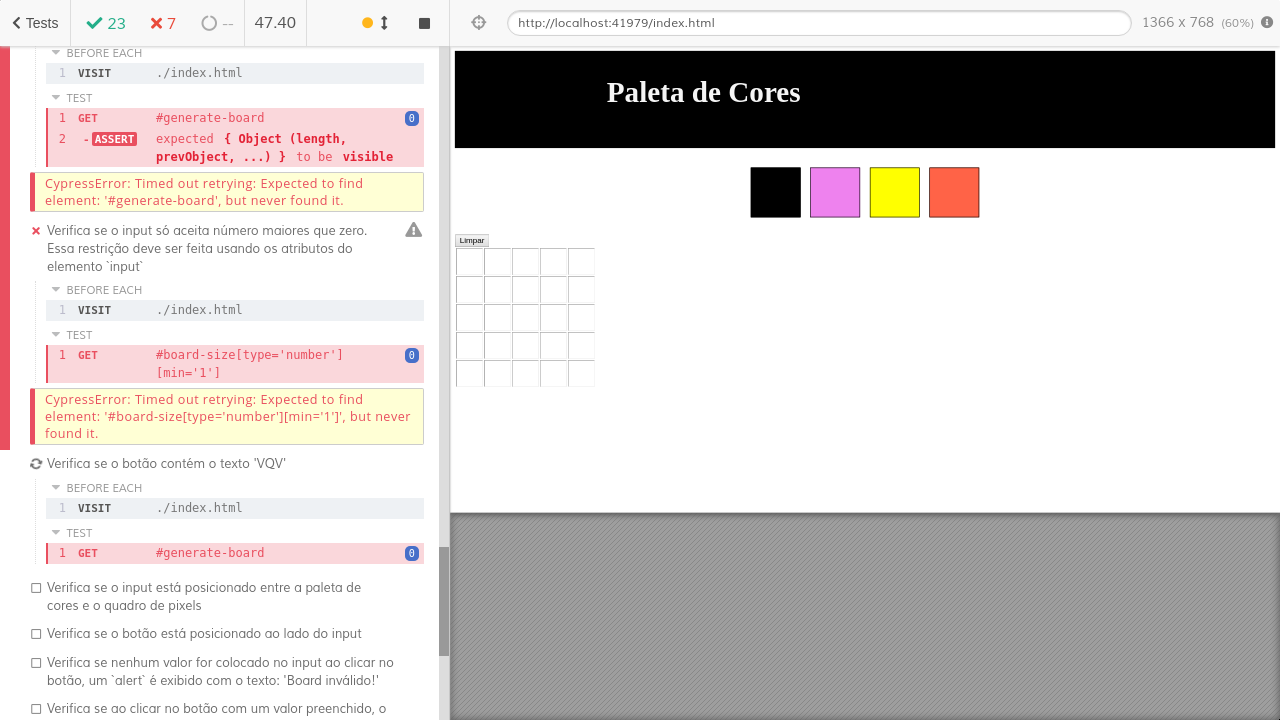 Tests
23
7
--
47.40
http://localhost:41979/index.html
1366 x 768 (60%)
BEFORE EACH
1 VISIT ./index.html
TEST
1 GET #generate-board 0
2 -ASSERT expected { Object (length,
prevObject, ...) } to be visible
CypressError: Timed out retrying: Expected to find
element: '#generate-board', but never found it.
Verifica se o input só aceita número maiores que zero.
Essa restrição deve ser feita usando os atributos do
elemento `input`
BEFORE EACH
1 VISIT ./index.html
TEST
1 GET #board-size[type='number'] 0
[min='1']
CypressError: Timed out retrying: Expected to find
element: '#board-size[type='number'][min='1']', but never
found it.
Verifica se o botão contém o texto 'VQV'
BEFORE EACH
1 VISIT ./index.html
TEST
1 GET #generate-board 0
Verifica se o input está posicionado entre a paleta de
cores e o quadro de pixels
Verifica se o botão está posicionado ao lado do input
Verifica se nenhum valor for colocado no input ao clicar no
botão, um `alert` é exibido com o texto: 'Board inválido!'
Verifica se ao clicar no botão com um valor preenchido, o
Paleta de Cores
Limpar